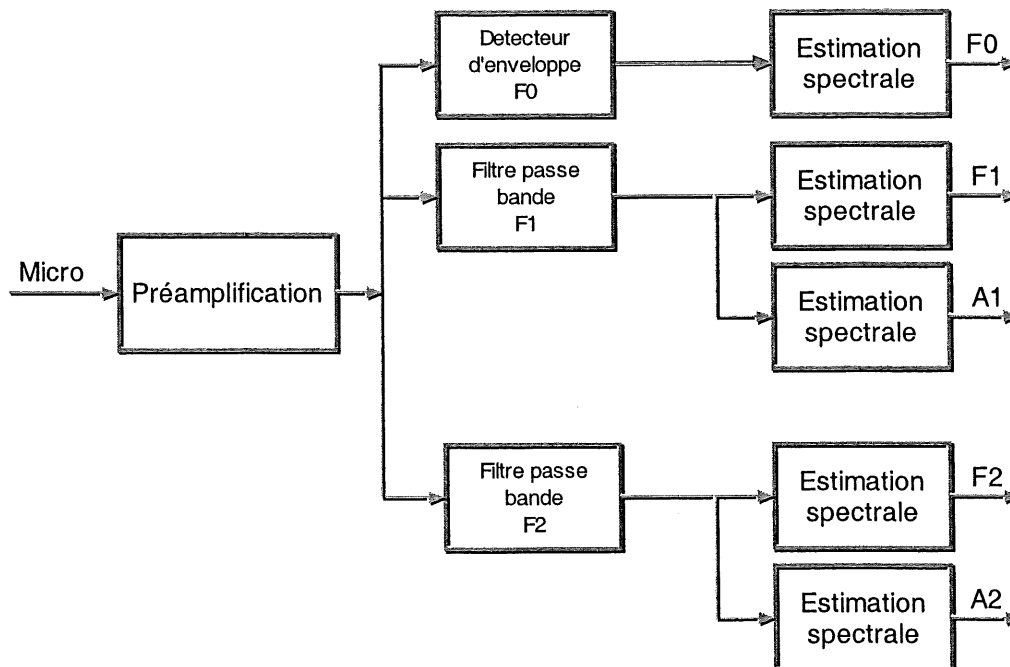 Detecteur
d'enveloppe
F0
Estimation
spectrale
F0
Filtre passe
bande
F1
Estimation
spectrale
F1
Micro
Préamplification
Estimation
spectrale
A1
Filtre passe
bande
F2
Estimation
spectrale
F2
Estimation
spectrale
A2